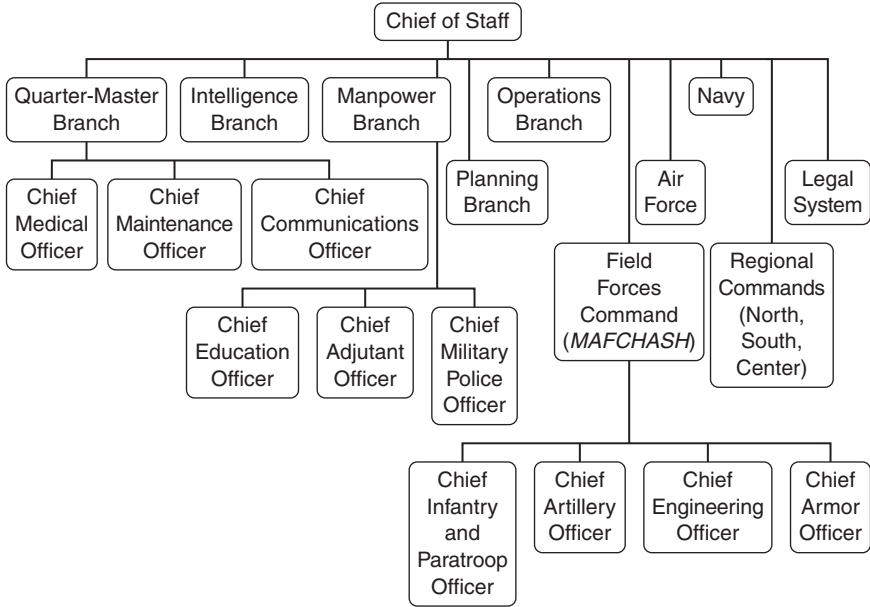 Chief of Staff
Quarter-Master
Branch
Intelligence
Branch
Manpower
Branch
Operations
Branch
Navy
Planning
Branch
Air
Force
Legal
System
Chief
Medical
Officer
Chief
Maintenance
Officer
Chief
Communications
Officer
Field
Forces
Command
(MAFCHASH)
Regional
Commands
(North,
South,
Center)
Chief
Education
Officer
Chief
Adjutant
Officer
Chief
Military
Police
Officer
Chief
Infantry
and
Paratroop
Officer
Chief
Artillery
Officer
Chief
Engineering
Officer
Chief
Armor
Officer